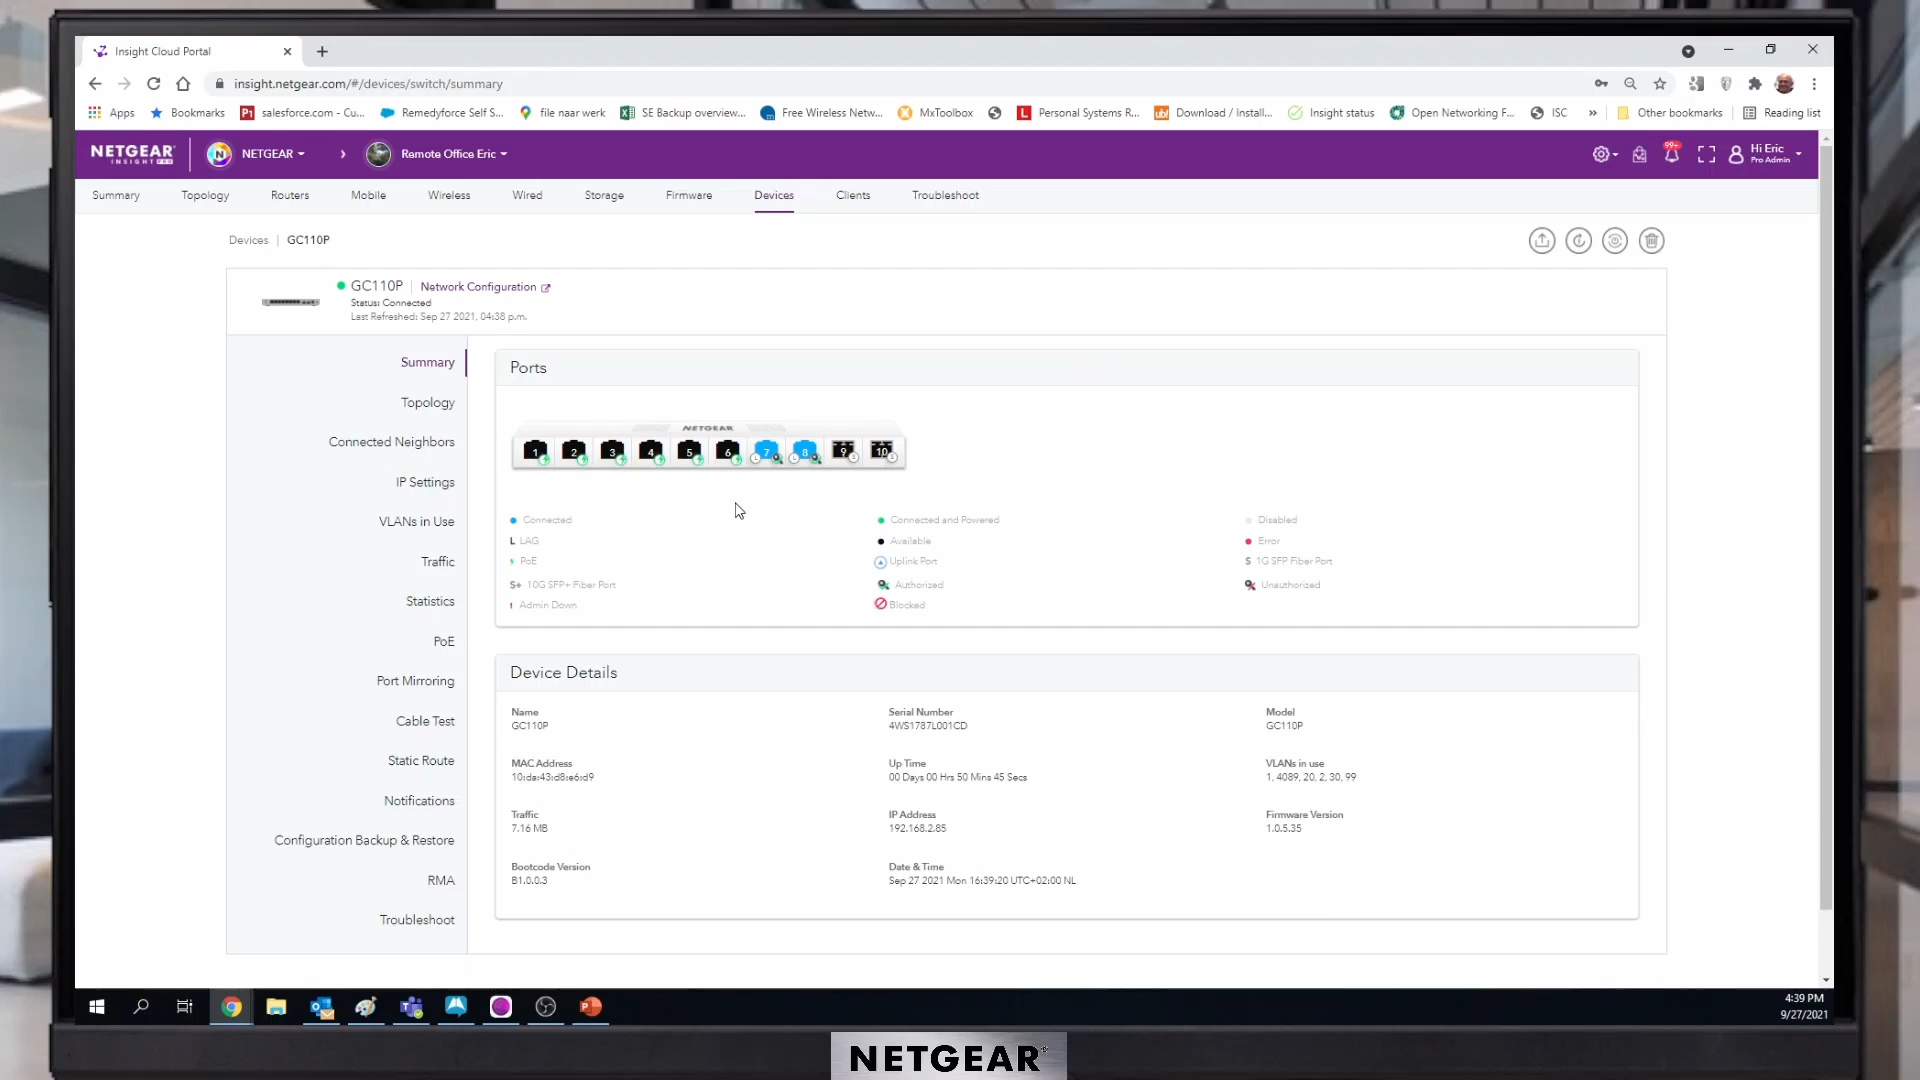 Insight Cloud Portal
insight.netgear.com/#/devices/switch/summary
Apps Bookmarks salesforce.com - Cu... Remedyforce Self S... file naar werk SE Backup overview... Free Wireless Netw... MxToolbox Personal Systems R... Download / Install... Insight status Open Networking F... ISC » Other bookmarks Reading list
NETGEAR
INSIGHT PRO
NETGEAR
Remote Office Eric
99+
Hi Eric
Pro Admin
Summary Topology Routers Mobile Wireless Wired Storage Firmware Devices Clients Troubleshoot
Devices | GC110P
GC110P | Network Configuration
Status: Connected
Last Refreshed: Sep 27 2021, 04:38 p.m.
Summary
Topology
Connected Neighbors
IP Settings
VLANs in Use
Traffic
Statistics
PoE
Port Mirroring
Cable Test
Static Route
Notifications
Configuration Backup & Restore
RMA
Troubleshoot
Ports
NETGEAR
1 2 3 4 5 6 7 8 9 10
Connected Connected and Powered Disabled
L LAG Available Error
PoE Uplink Port S 1G SFP Fiber Port
S+ 10G SFP+ Fiber Port Authorized Unauthorized
! Admin Down Blocked
Device Details
Name Serial Number Model
GC110P 4WS1787L001CD GC110P
MAC Address Up Time VLANs in use
10:da:43:d8:e6:d9 00 Days 00 Hrs 50 Mins 45 Secs 1, 4089, 20, 2, 30, 99
Traffic IP Address Firmware Version
7.16 MB 192.168.2.85 1.0.5.35
Bootcode Version Date & Time
B1.0.0.3 Sep 27 2021 Mon 16:39:20 UTC+02:00 NL
4:39 PM
9/27/2021
NETGEAR®